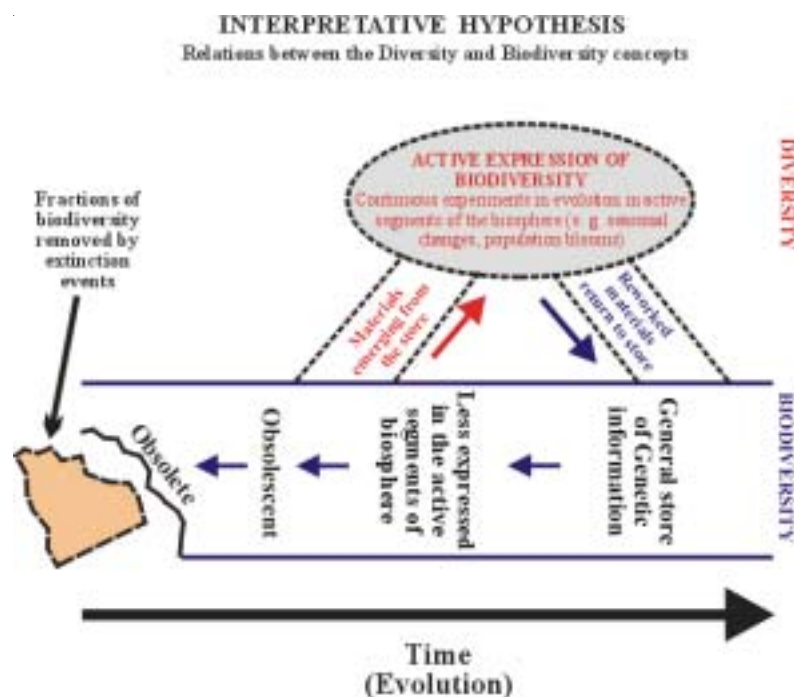 INTERPRETATIVE HYPOTHESIS
Relations between the Diversity and Biodiversity concepts
DIVERSITY
ACTIVE EXPRESSION OF
BIODIVERSITY
Continuous experiments in evolution in active
segments of the biosphere (e. g. seasonal
changes, population blooms)
Fractions of
biodiversity
removed by
extinction
events
Materials
emerging from
the store
Reworked
materials
return to store
BIODIVERSITY
Obsolete
Obsolescent
Less expressed
in the active
segments of
biosphere
General store
of Genetic
information
Time
(Evolution)